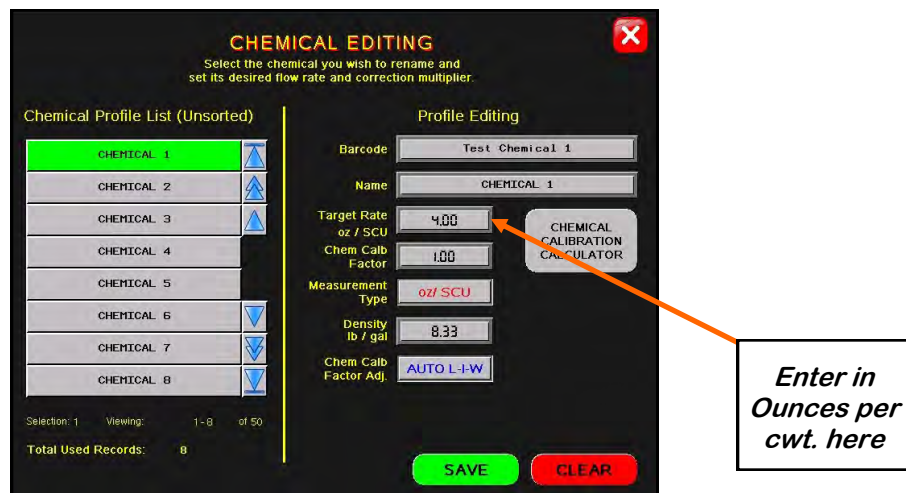 CHEMICAL EDITING
Select the chemical you wish to rename and
set its desired flow rate and correction multiplier.
Chemical Profile List (Unsorted)
CHEMICAL 1
CHEMICAL 2
CHEMICAL 3
CHEMICAL 4
CHEMICAL 5
CHEMICAL 6
CHEMICAL 7
CHEMICAL 8
Selection: 1 Viewing: 1-8 of 50
Total Used Records: 8
Profile Editing
Barcode Test Chemical 1
Name CHEMICAL 1
Target Rate
oz / SCU 4.00
Chem Calb
Factor 1.00
Measurement
Type oz/ SCU
Density
lb / gal 8.33
Chem Calb
Factor Adj. AUTO L-I-W
CHEMICAL
CALIBRATION
CALCULATOR
SAVE CLEAR
Enter in
Ounces per
cwt. here